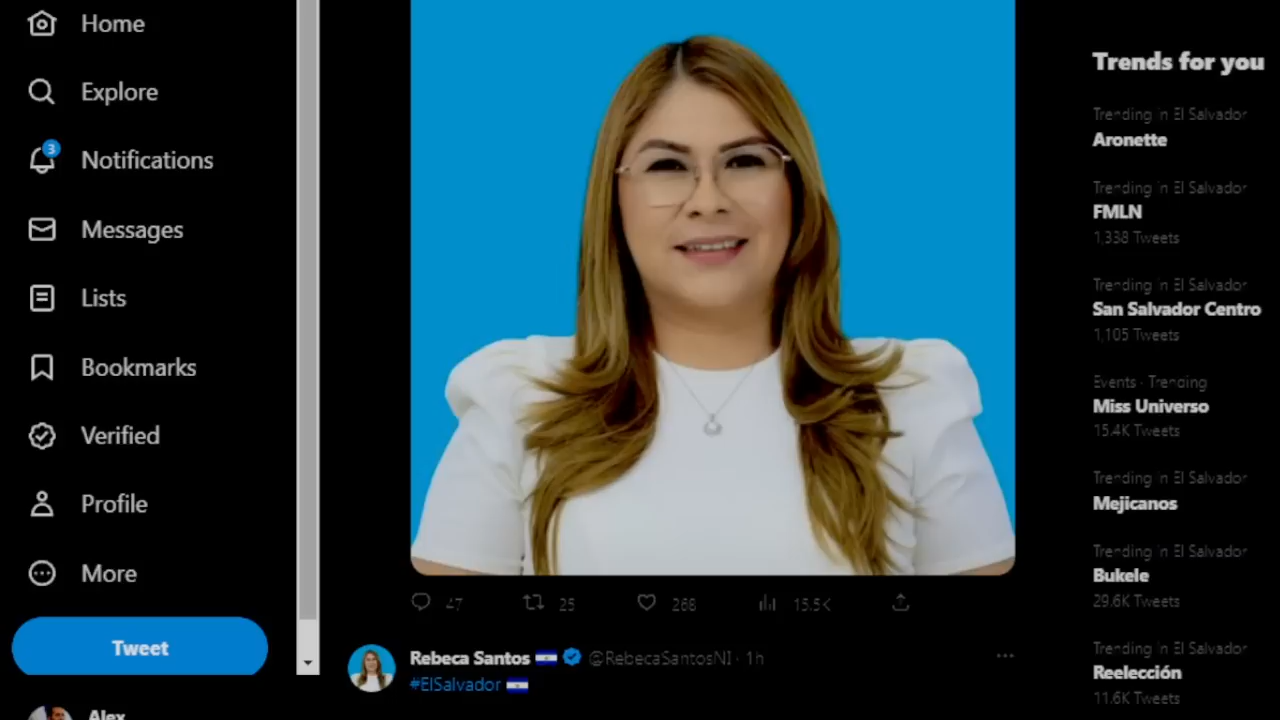 Home
Explore
3
Notifications
Messages
Lists
Bookmarks
Verified
Profile
More
Tweet
Alex
47 25 268 15.5K
Rebeca Santos @RebecaSantosNI · 1h
#ElSalvador
Trends for you
Trending in El Salvador
Aronette
Trending in El Salvador
FMLN
1,338 Tweets
Trending in El Salvador
San Salvador Centro
1,105 Tweets
Events · Trending
Miss Universo
15.4K Tweets
Trending in El Salvador
Mejicanos
Trending in El Salvador
Bukele
29.6K Tweets
Trending in El Salvador
Reelección
11.6K Tweets